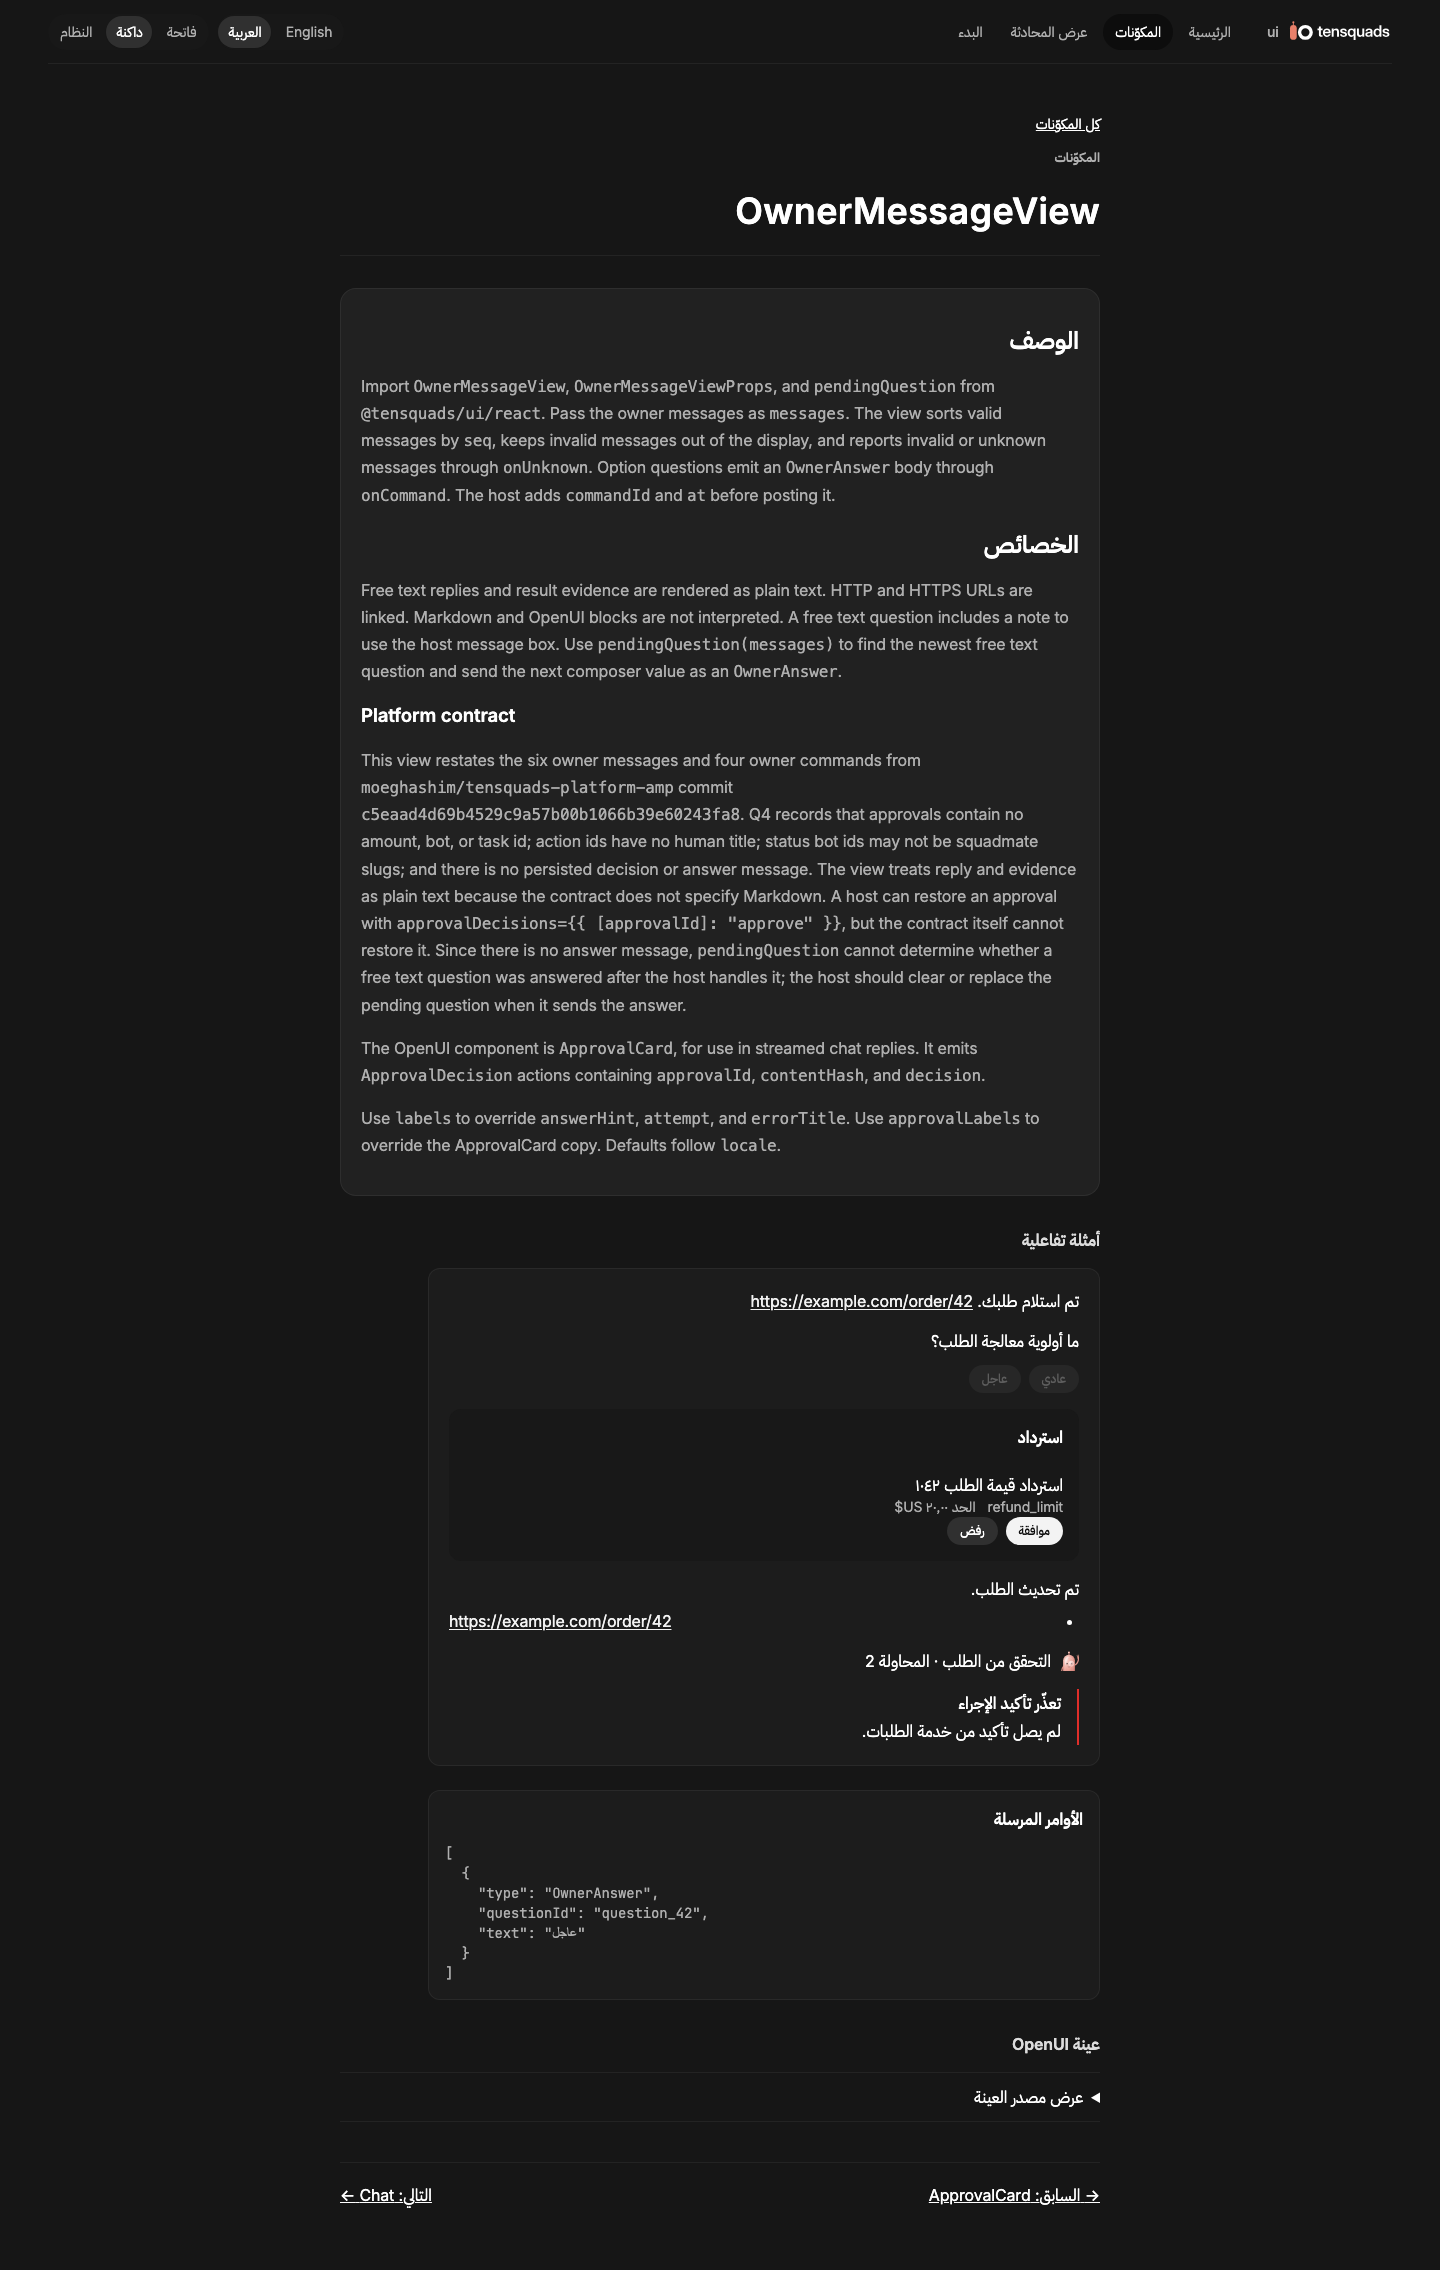 tensquads ui
الرئيسية
المكوّنات
عرض المحادثة
البدء
English
العربية
فاتحة
داكنة
النظام
كل المكوّنات
المكوّنات
OwnerMessageView
الوصف
Import OwnerMessageView, OwnerMessageViewProps, and pendingQuestion from
@tensquads/ui/react. Pass the owner messages as messages. The view sorts valid
messages by seq, keeps invalid messages out of the display, and reports invalid or unknown
messages through onUnknown. Option questions emit an OwnerAnswer body through
onCommand. The host adds commandId and at before posting it.
الخصائص
Free text replies and result evidence are rendered as plain text. HTTP and HTTPS URLs are
linked. Markdown and OpenUI blocks are not interpreted. A free text question includes a note to
use the host message box. Use pendingQuestion(messages) to find the newest free text
question and send the next composer value as an OwnerAnswer.
Platform contract
This view restates the six owner messages and four owner commands from
moeghashim/tensquads-platform-amp commit
c5eaad4d69b4529c9a57b00b1066b39e60243fa8. Q4 records that approvals contain no
amount, bot, or task id; action ids have no human title; status bot ids may not be squadmate
slugs; and there is no persisted decision or answer message. The view treats reply and evidence
as plain text because the contract does not specify Markdown. A host can restore an approval
with approvalDecisions={{ [approvalId]: "approve" }}, but the contract itself cannot
restore it. Since there is no answer message, pendingQuestion cannot determine whether a
free text question was answered after the host handles it; the host should clear or replace the
pending question when it sends the answer.
The OpenUI component is ApprovalCard, for use in streamed chat replies. It emits
ApprovalDecision actions containing approvalId, contentHash, and decision.
Use labels to override answerHint, attempt, and errorTitle. Use approvalLabels to
override the ApprovalCard copy. Defaults follow locale.
أمثلة تفاعلية
تم استلام طلبك. https://example.com/order/42
ما أولوية معالجة الطلب؟
عادي
عاجل
استرداد
استرداد قيمة الطلب ١٠٤٢
refund_limit الحد ٢٠,٠٠ US$
موافقة
رفض
تم تحديث الطلب.
• https://example.com/order/42
التحقق من الطلب · المحاولة 2
تعذّر تأكيد الإجراء
لم يصل تأكيد من خدمة الطلبات.
الأوامر المرسلة
[
{
"type": "OwnerAnswer",
"questionId": "question_42",
"text": "عاجل"
}
]
عينة OpenUI
عرض مصدر العينة
→ السابق: ApprovalCard
التالي: Chat ←